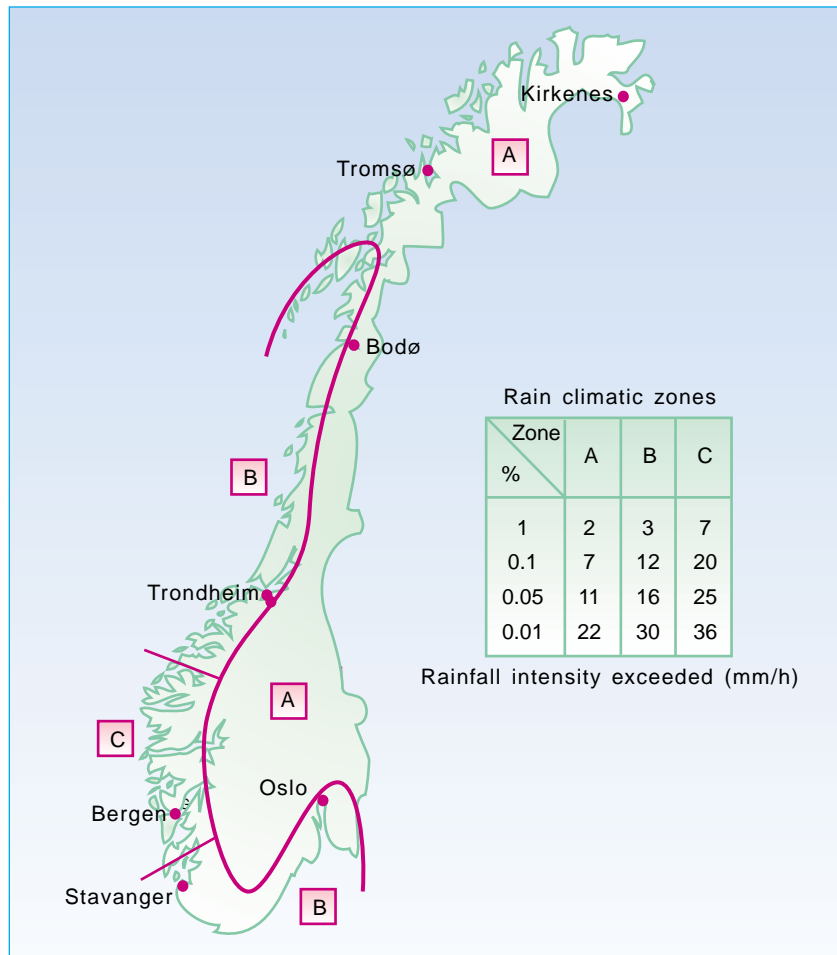 Kirkenes
A
Tromsø
Bodø
Rain climatic zones
Zone
% A B C
1 2 3 7
0.1 7 12 20
0.05 11 16 25
0.01 22 30 36
Rainfall intensity exceeded (mm/h)
B
Trondheim
A
C
Oslo
Bergen
Stavanger
B